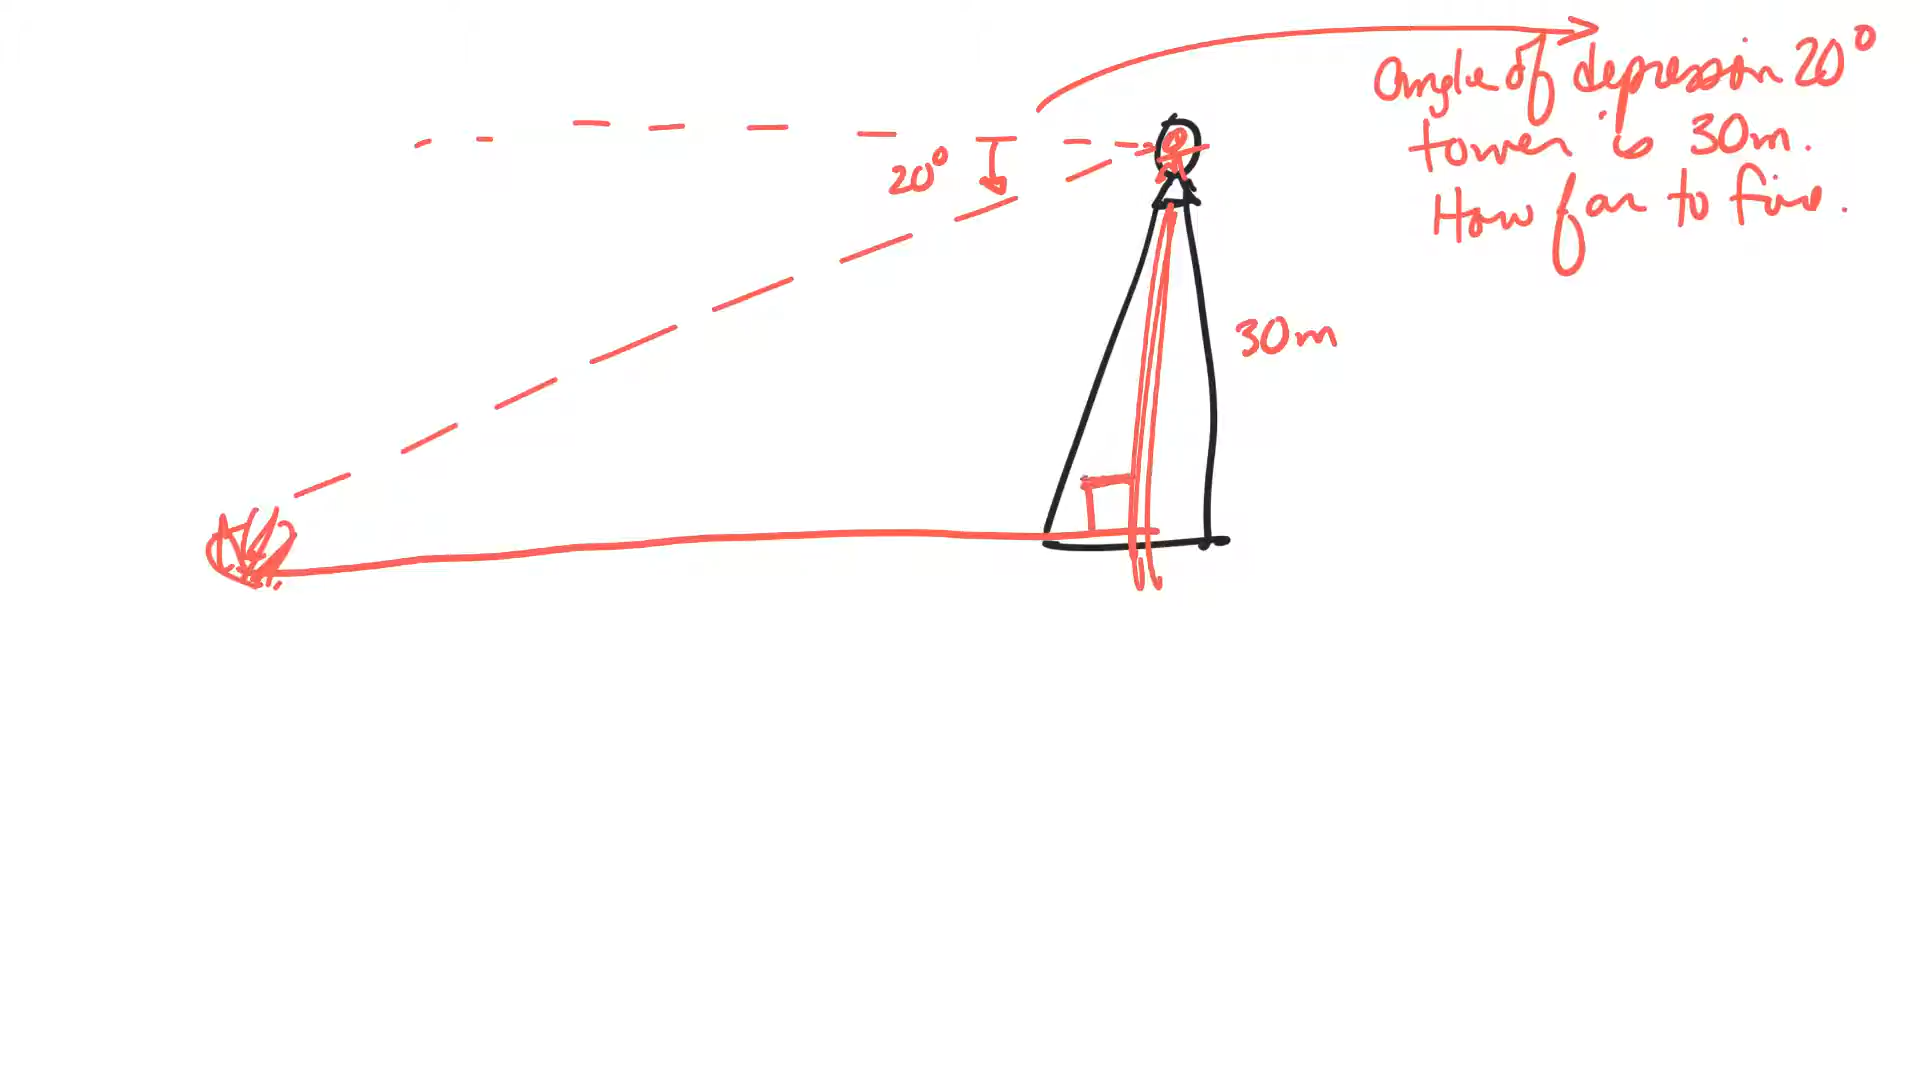 Angle of depression 20°
tower is 30m.
How far to fire.
20°
30m